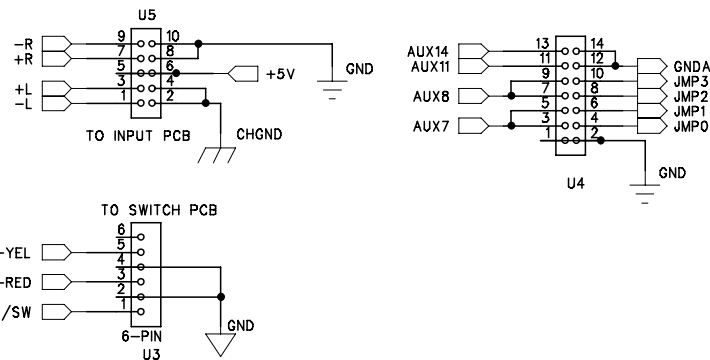 U5
-R 9 10
+R 7 8
5 6 +5V
+L 3 4
-L 1 2
GND
TO INPUT PCB
CHGND
AUX14 13 14
AUX11 11 12 GNDA
9 10 JMP3
AUX8 7 8 JMP2
5 6 JMP1
AUX7 3 4 JMP0
1 2
GND
U4
TO SWITCH PCB
6
-YEL 5
4
-RED 3
2
/SW 1
GND
6-PIN
U3